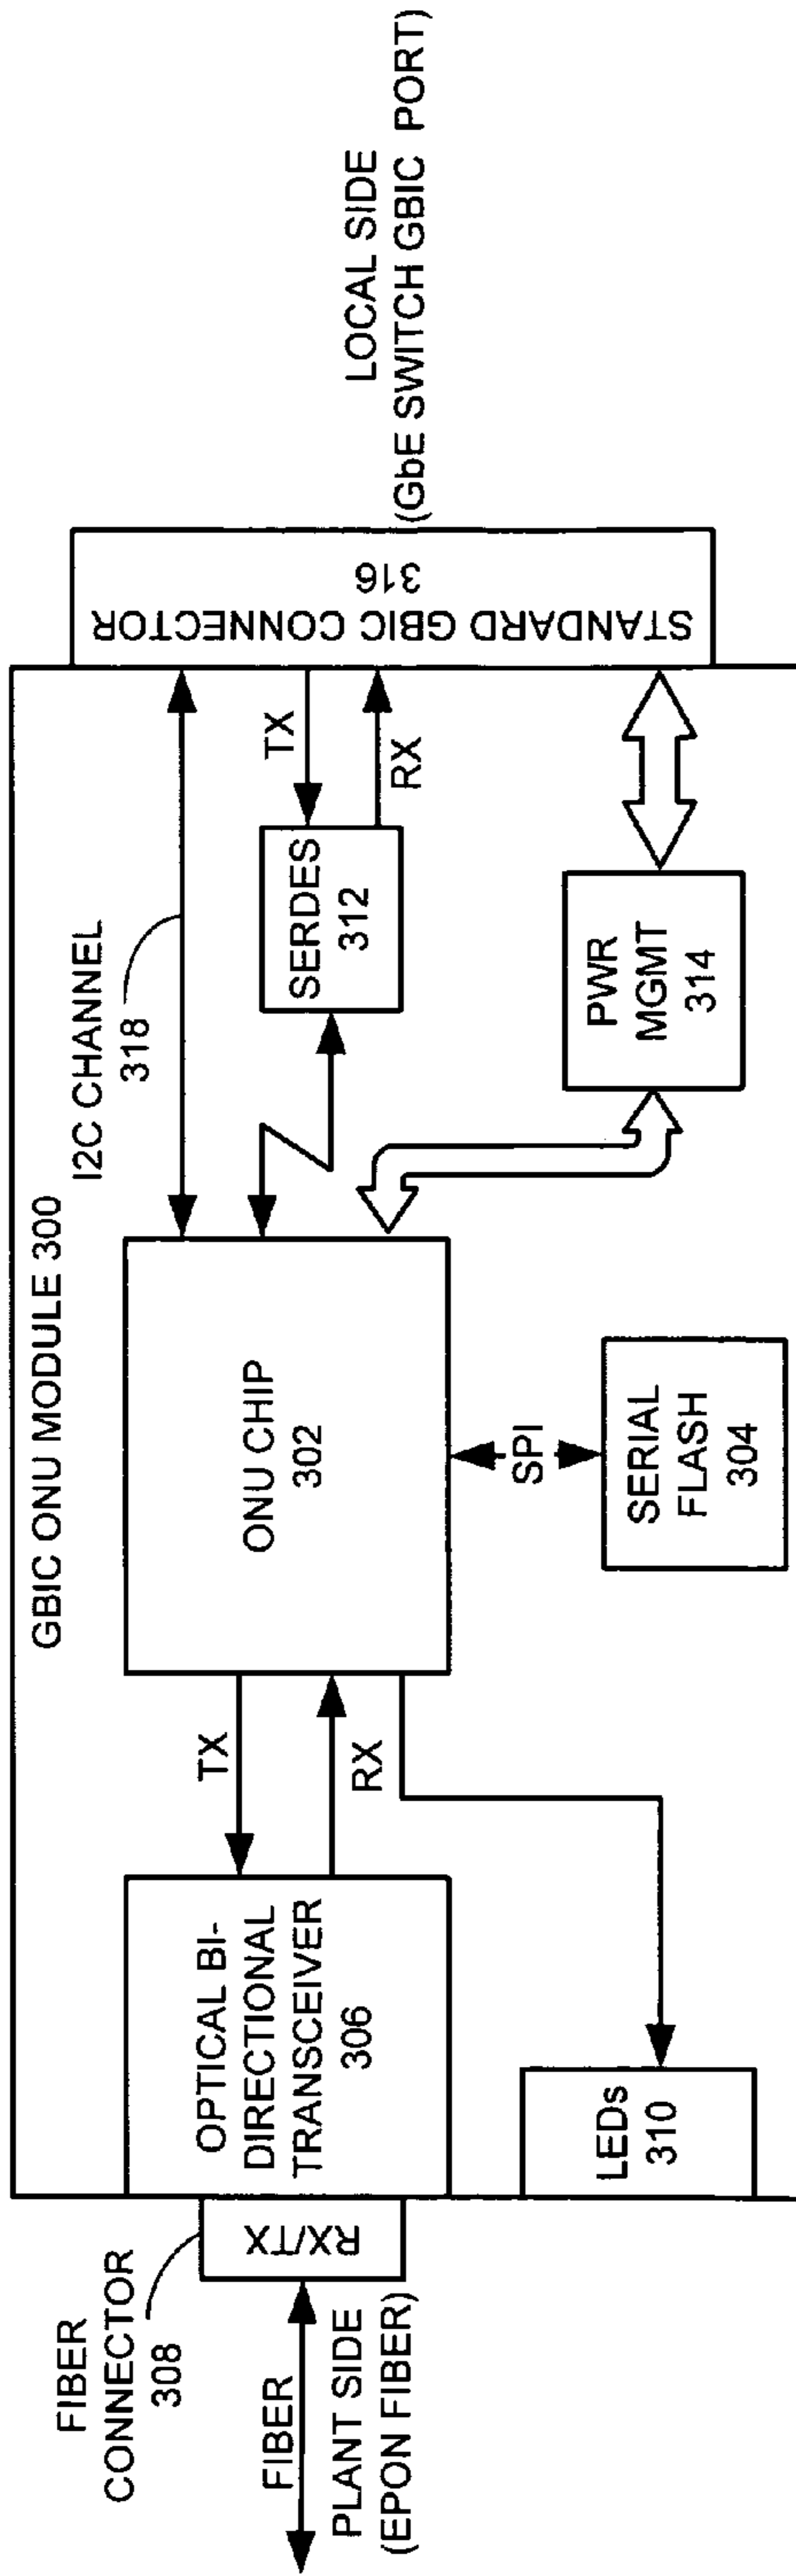 GBIC ONU MODULE 300
FIBER
CONNECTOR
308
FIBER
PLANT SIDE
(EPON FIBER)
RX/TX
OPTICAL BI-
DIRECTIONAL
TRANSCEIVER
306
LEDs
310
TX
RX
ONU CHIP
302
SPI
SERIAL
FLASH
304
I2C CHANNEL
318
SERDES
312
TX
RX
PWR
MGMT
314
STANDARD GBIC CONNECTOR
316
LOCAL SIDE
(GbE SWITCH GBIC PORT)